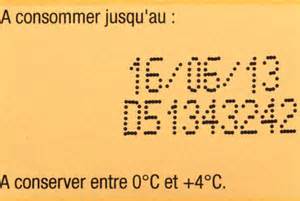 A consommer jusqu'au :
16/05/13
D51343242
A conserver entre 0°C et +4°C.